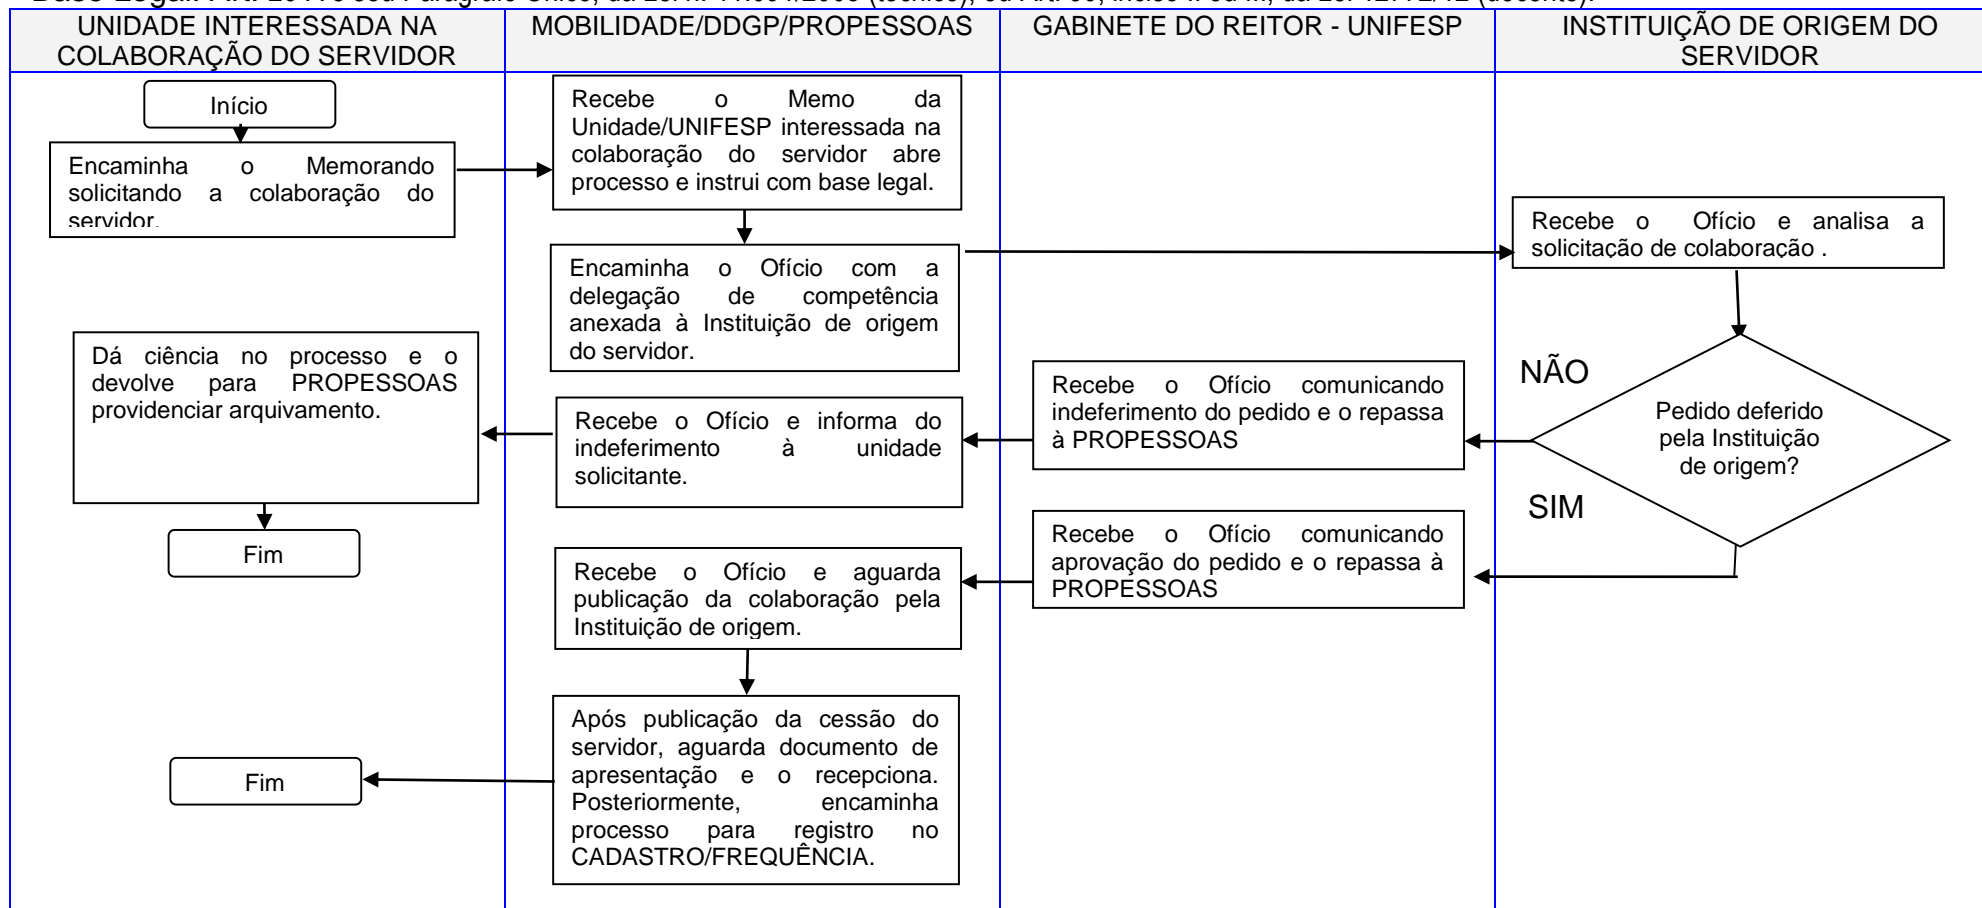 UNIDADE INTERESSADA NA
COLABORAÇÃO DO SERVIDOR
MOBILIDADE/DDGP/PROPESSOAS
GABINETE DO REITOR - UNIFESP
INSTITUIÇÃO DE ORIGEM DO
SERVIDOR
Início
Encaminha o Memorando
solicitando a colaboração do
servidor.
Recebe o Memo da
Unidade/UNIFESP interessada na
colaboração do servidor abre
processo e instrui com base legal.
Encaminha o Ofício com a
delegação de competência
anexada à Instituição de origem
do servidor.
Recebe o Ofício e analisa a
solicitação de colaboração .
Pedido deferido
pela Instituição
de origem?
NÃO
Recebe o Ofício comunicando
indeferimento do pedido e o repassa
à PROPESSOAS
Recebe o Ofício e informa do
indeferimento à unidade
solicitante.
Dá ciência no processo e o
devolve para PROPESSOAS
providenciar arquivamento.
Fim
SIM
Recebe o Ofício comunicando
aprovação do pedido e o repassa à
PROPESSOAS
Recebe o Ofício e aguarda
publicação da colaboração pela
Instituição de origem.
Após publicação da cessão do
servidor, aguarda documento de
apresentação e o recepciona.
Posteriormente, encaminha
processo para registro no
CADASTRO/FREQUÊNCIA.
Fim